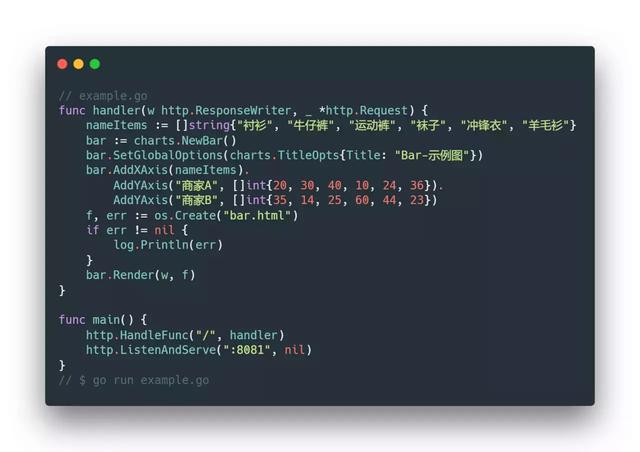 // example.go
func handler(w http.ResponseWriter, _ *http.Request) {
    nameItems := []string{"衬衫", "牛仔裤", "运动裤", "袜子", "冲锋衣", "羊毛衫"}
    bar := charts.NewBar()
    bar.SetGlobalOptions(charts.TitleOpts{Title: "Bar-示例图"})
    bar.AddXAxis(nameItems).
        AddYAxis("商家A", []int{20, 30, 40, 10, 24, 36}).
        AddYAxis("商家B", []int{35, 14, 25, 60, 44, 23})
    f, err := os.Create("bar.html")
    if err != nil {
        log.Println(err)
    }
    bar.Render(w, f)
}

func main() {
    http.HandleFunc("/", handler)
    http.ListenAndServe(":8081", nil)
}
// $ go run example.go